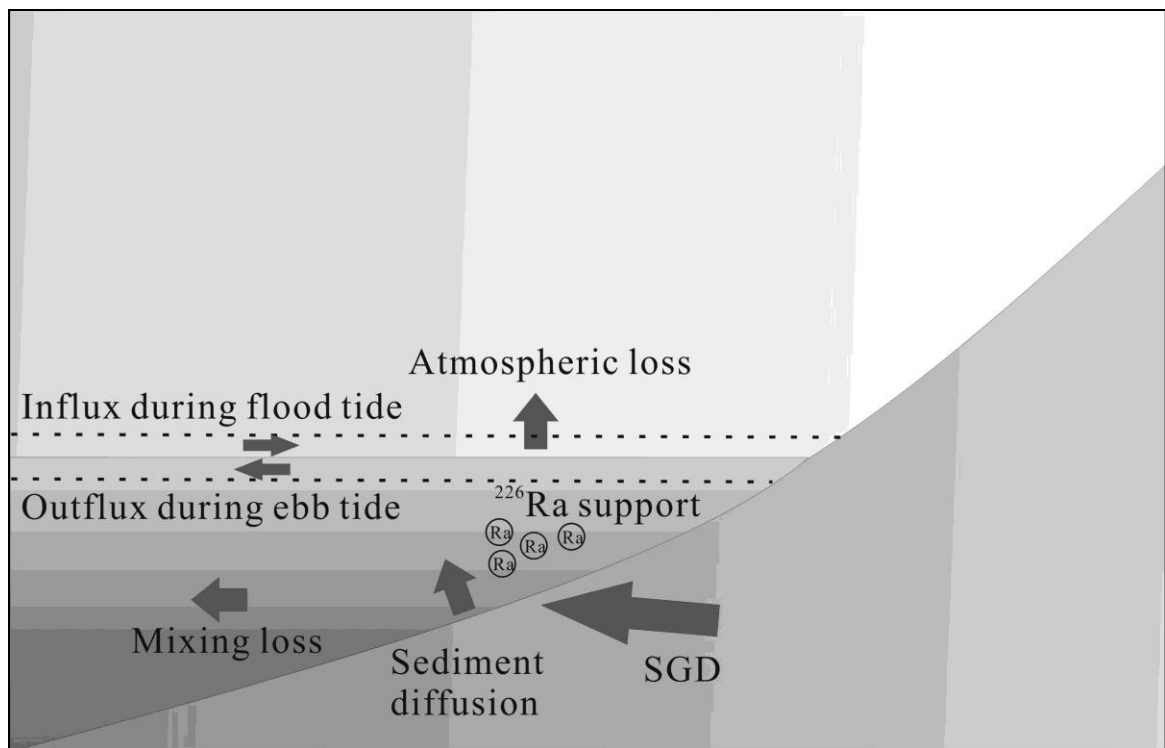 Atmospheric loss
Influx during flood tide
Outflux during ebb tide
²²⁶Ra support
Ra
Ra
Ra
Ra
Mixing loss
Sediment
diffusion
SGD